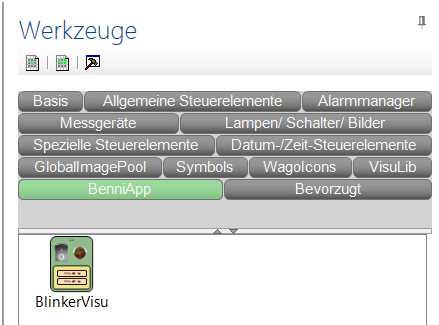 Werkzeuge
Basis Allgemeine Steuerelemente Alarmmanager
Messgeräte Lampen/ Schalter/ Bilder
Spezielle Steuerelemente Datum-/Zeit-Steuerelemente
GlobalImagePool Symbols WagoIcons VisuLib
BenniApp Bevorzugt
BlinkerVisu